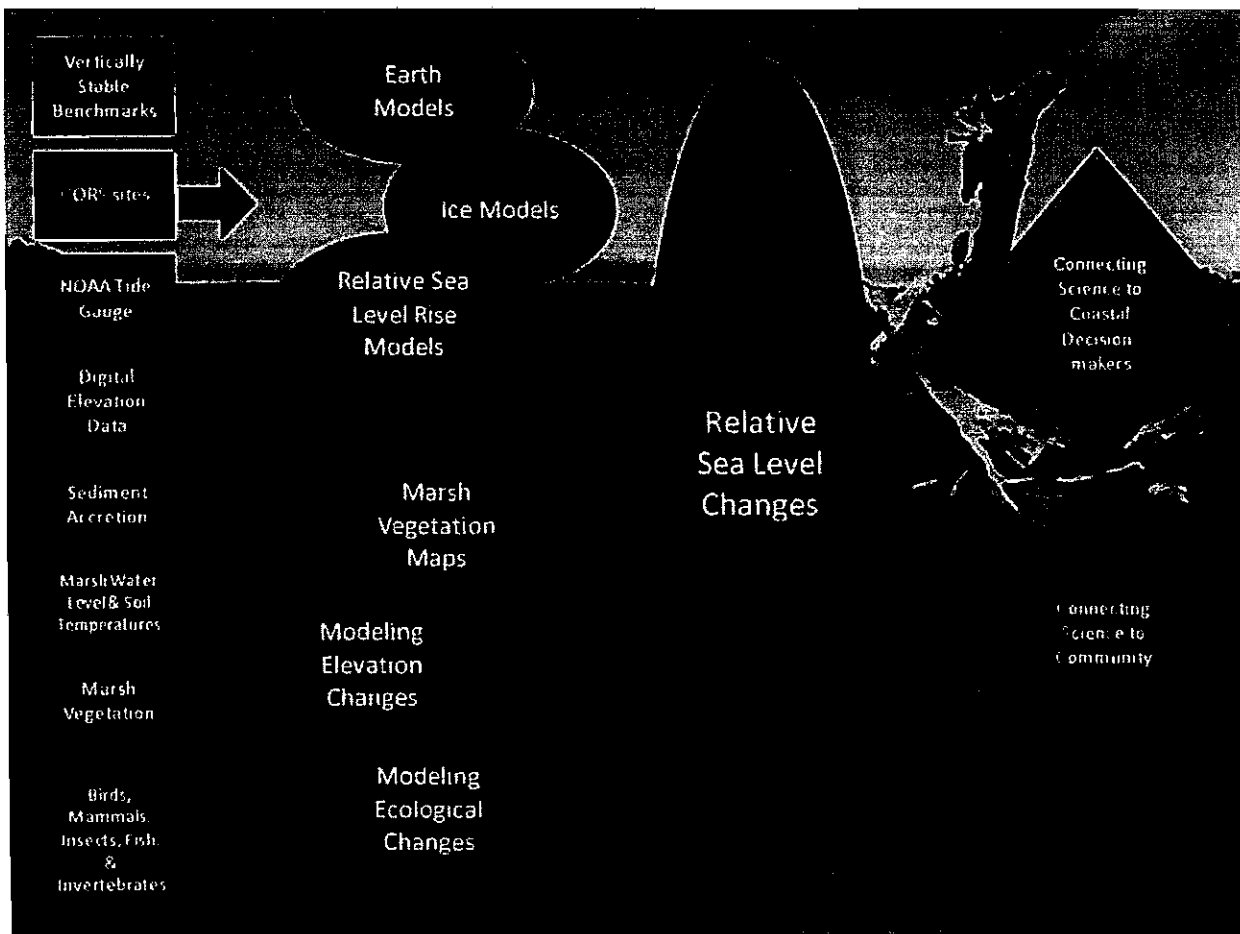 Vertically
Stable
Benchmarks
CORS sites
NOAA Tide
Gauge
Digital
Elevation
Data
Sediment
Accretion
Marsh Water
Level & Soil
Temperatures
Marsh
Vegetation
Birds,
Mammals,
Insects, Fish,
&
Invertebrates
Earth
Models
Ice Models
Relative Sea
Level Rise
Models
Marsh
Vegetation
Maps
Modeling
Elevation
Changes
Modeling
Ecological
Changes
Relative
Sea Level
Changes
Connecting
Science to
Coastal
Decision
makers
Connecting
Science to
Community